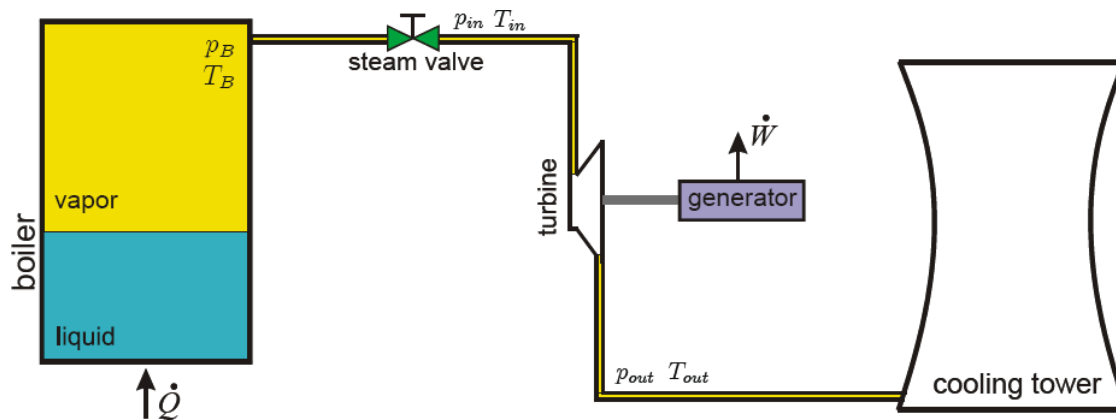 p_B
T_B
vapor
liquid
boiler
Q̇
steam valve
p_in T_in
turbine
generator
Ẇ
p_out T_out
cooling tower